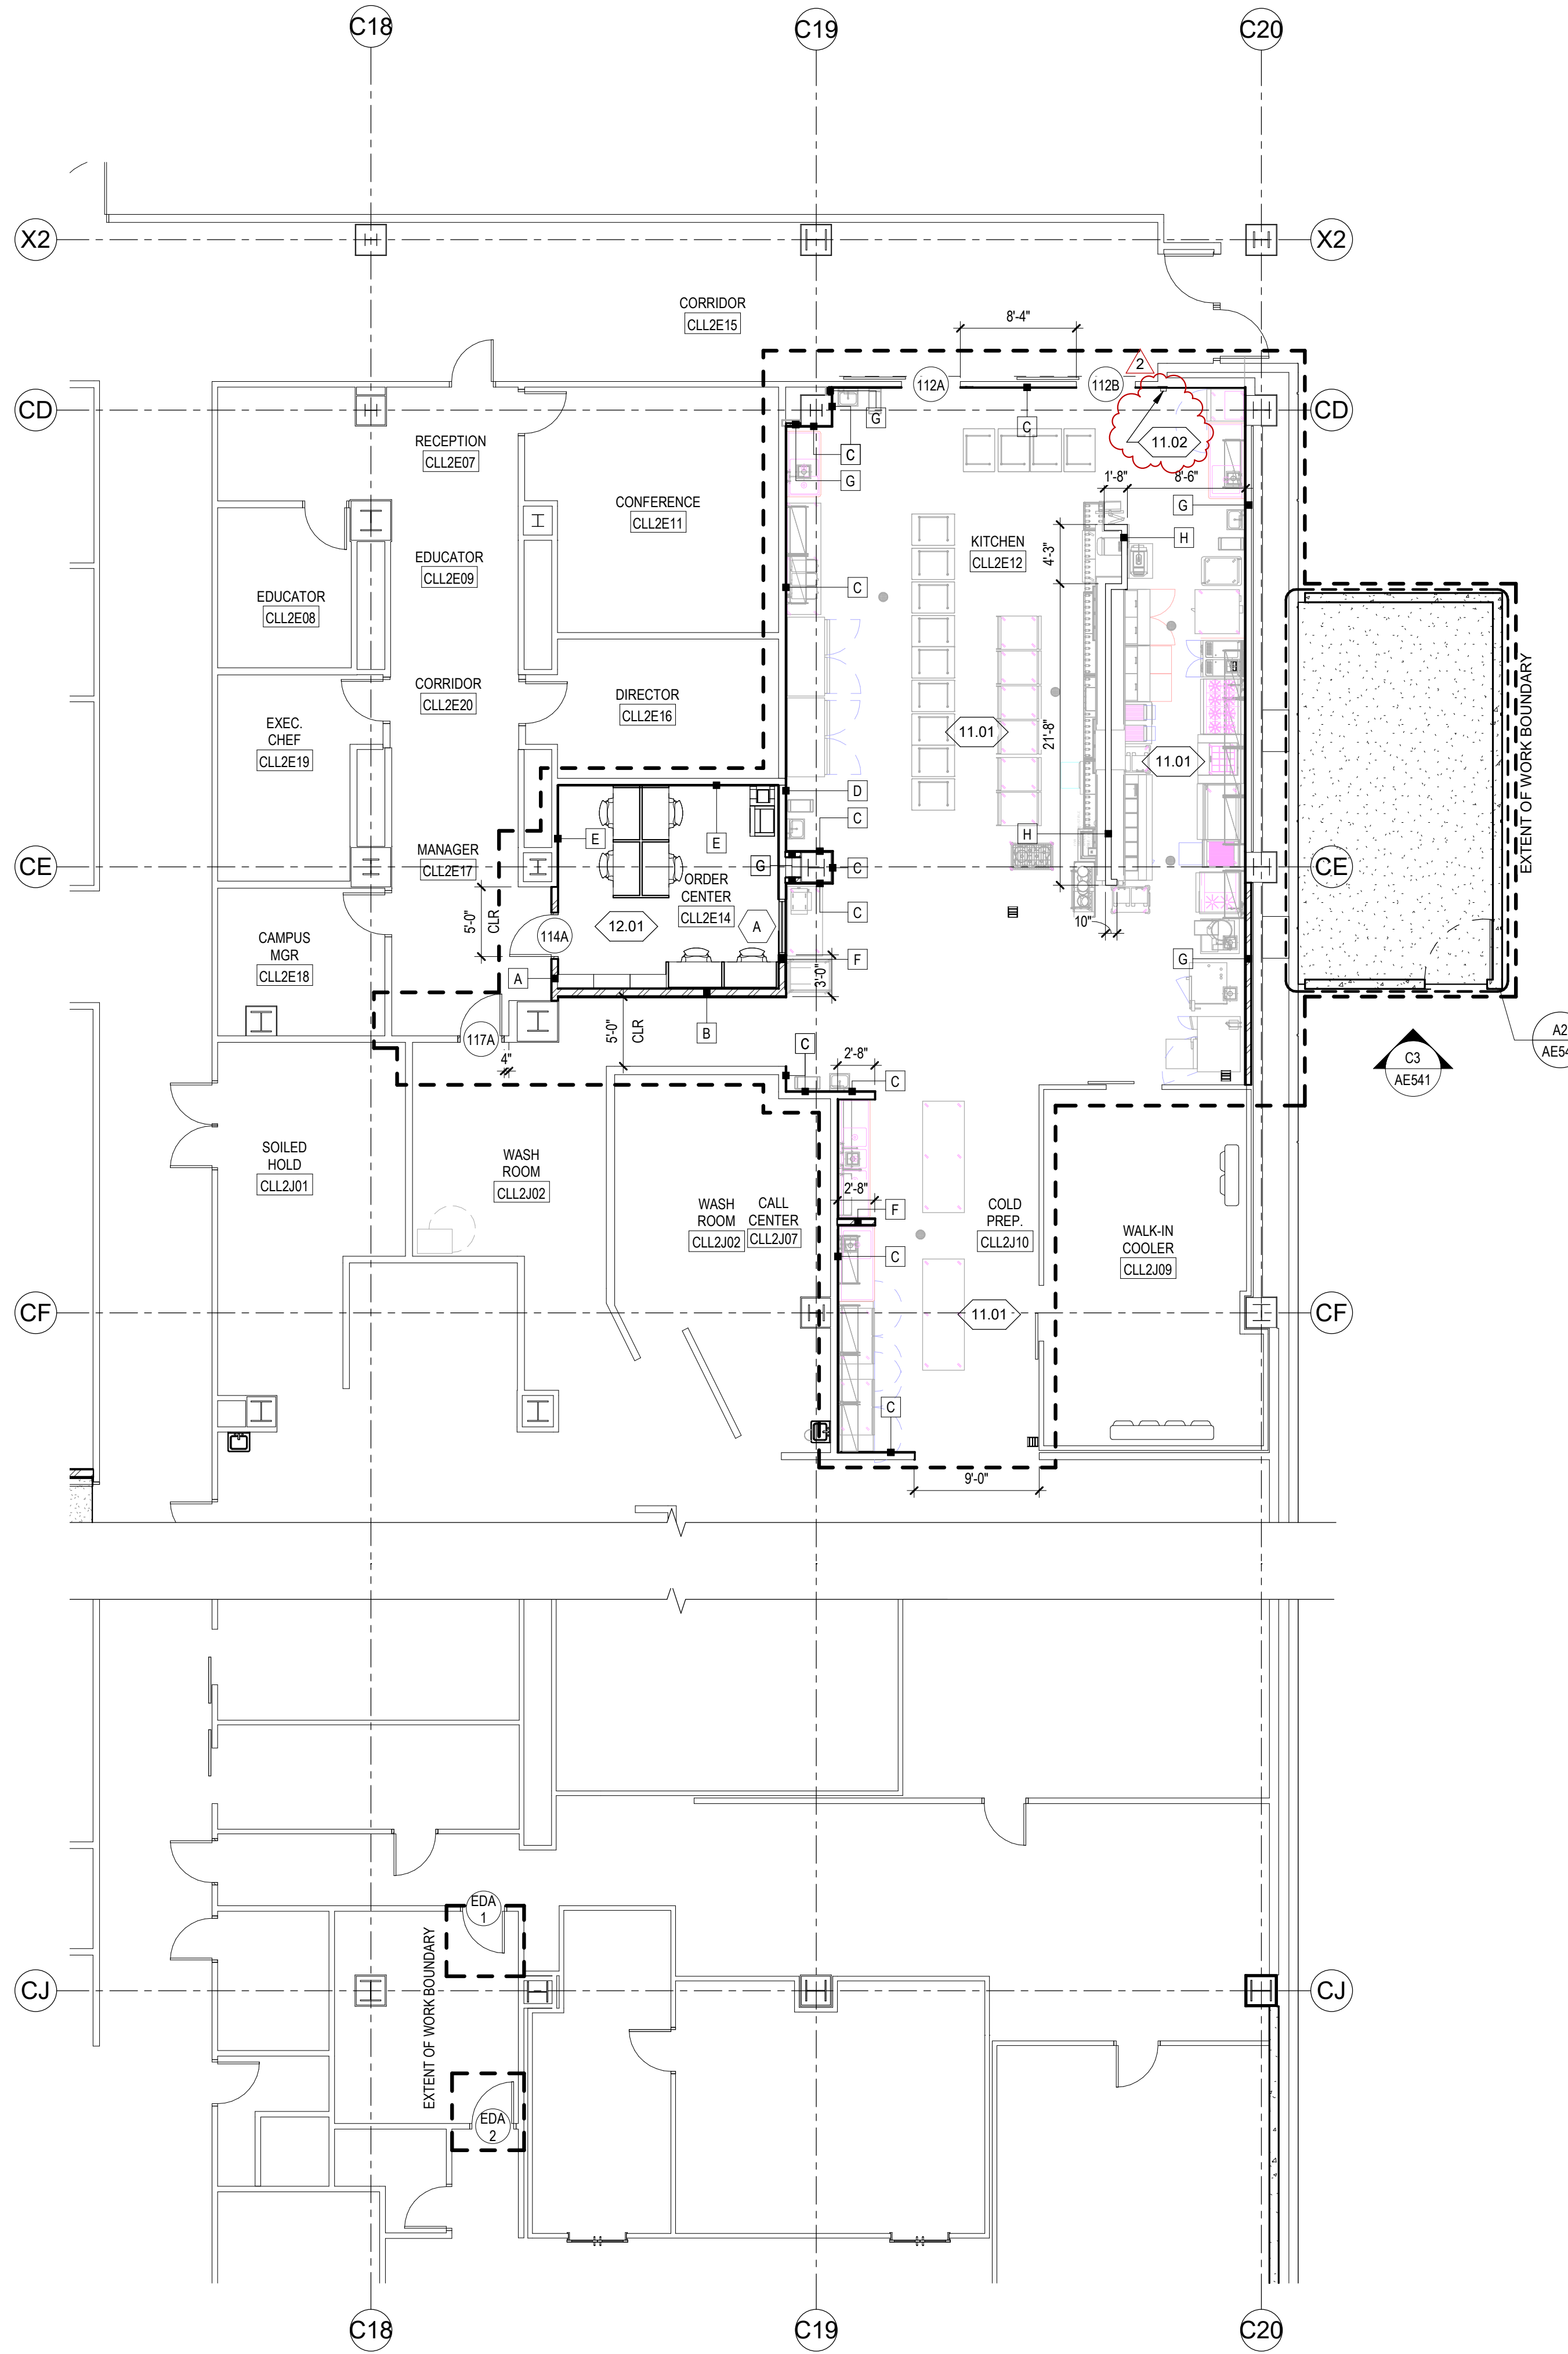 C18
C19
C20
X2
X2
CORRIDOR
CLL2E15
8'-4"
2
112A
112B
CD
CD
G
C
11.02
RECEPTION
CLL2E07
C
G
1'-8"
8'-6"
CONFERENCE
CLL2E11
G
KITCHEN
CLL2E12
H
4'-3"
EDUCATOR
CLL2E09
EDUCATOR
CLL2E08
C
CORRIDOR
CLL2E20
DIRECTOR
CLL2E16
EXEC.
CHEF
CLL2E19
11.01
21'-8"
11.01
EXTENT OF WORK BOUNDARY
D
C
E
E
H
MANAGER
CLL2E17
CE
G
C
CE
ORDER
CENTER
CLL2E14
5'-0"
CLR
C
10"
12.01
A
114A
CAMPUS
MGR
CLL2E18
F
G
A
3'-0"
B
5'-0"
CLR
117A
4"
C
2'-8"
C
C3
AE541
A2
SOILED
HOLD
CLL2J01
WASH
ROOM
CLL2J02
2'-8"
WASH
ROOM
CLL2J02
CALL
CENTER
CLL2J07
F
COLD
PREP.
CLL2J10
WALK-IN
COOLER
CLL2J09
C
CF
11.01
CF
C
9'-0"
EDA
1
EXTENT OF WORK BOUNDARY
CJ
CJ
EDA
2
C18
C19
C20